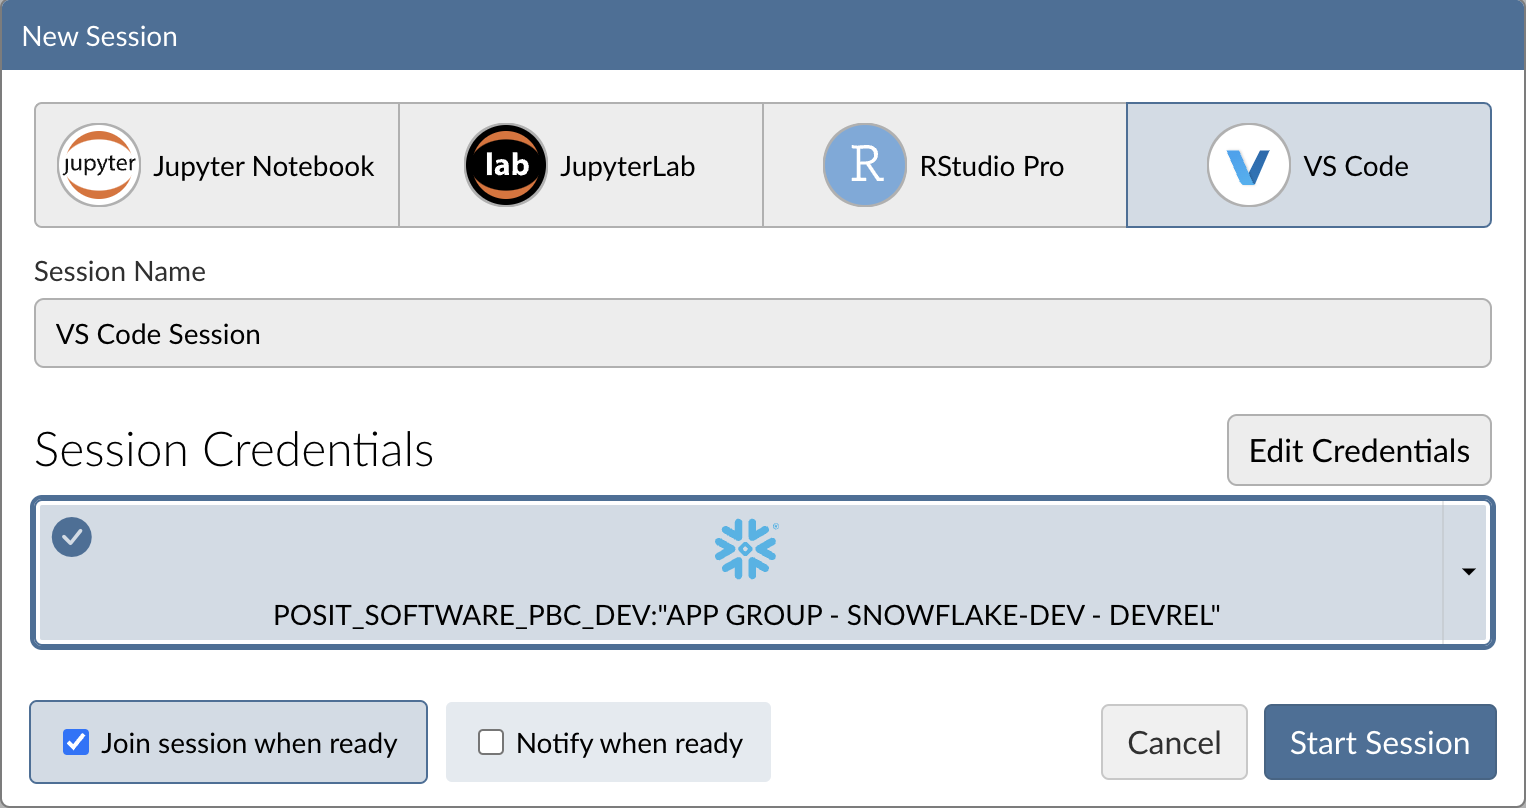 New Session
jupyter Jupyter Notebook
lab JupyterLab
R RStudio Pro
VS Code
Session Name
VS Code Session
Session Credentials
Edit Credentials
®
POSIT_SOFTWARE_PBC_DEV:"APP GROUP - SNOWFLAKE-DEV - DEVREL"
Join session when ready
Notify when ready
Cancel
Start Session